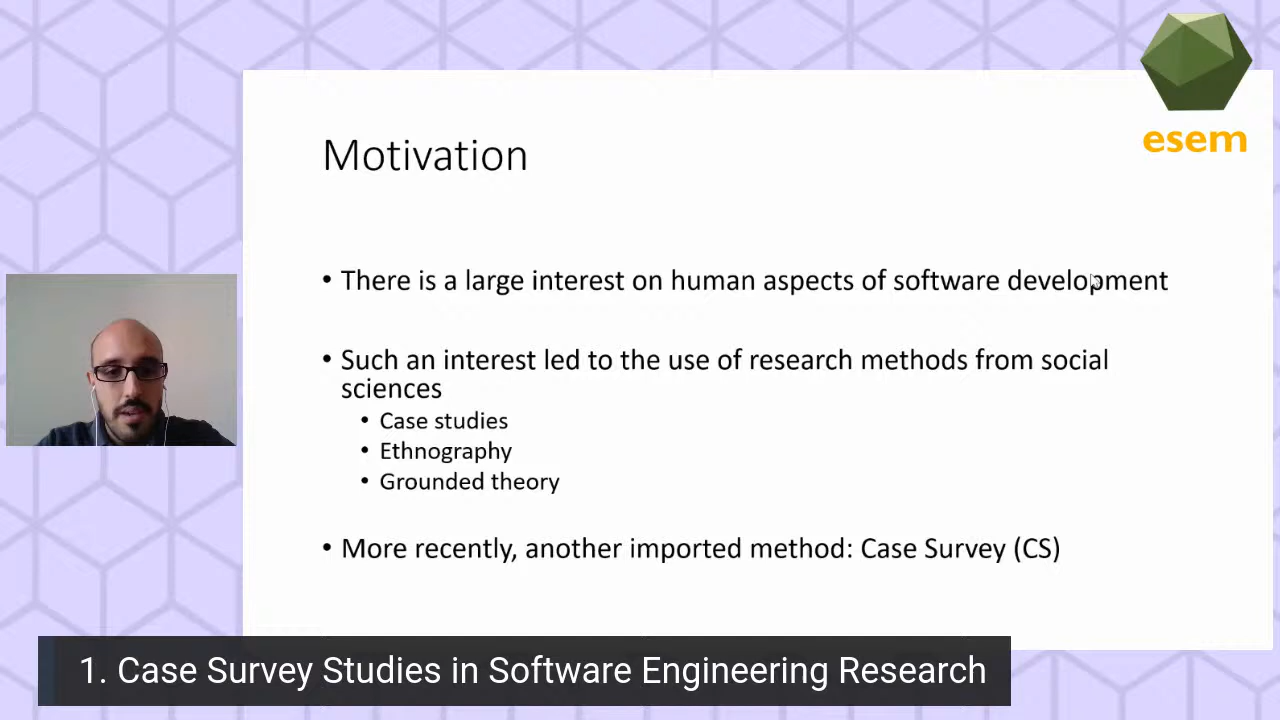 esem
Motivation
• There is a large interest on human aspects of software development
• Such an interest led to the use of research methods from social
sciences
• Case studies
• Ethnography
• Grounded theory
• More recently, another imported method: Case Survey (CS)
1. Case Survey Studies in Software Engineering Research